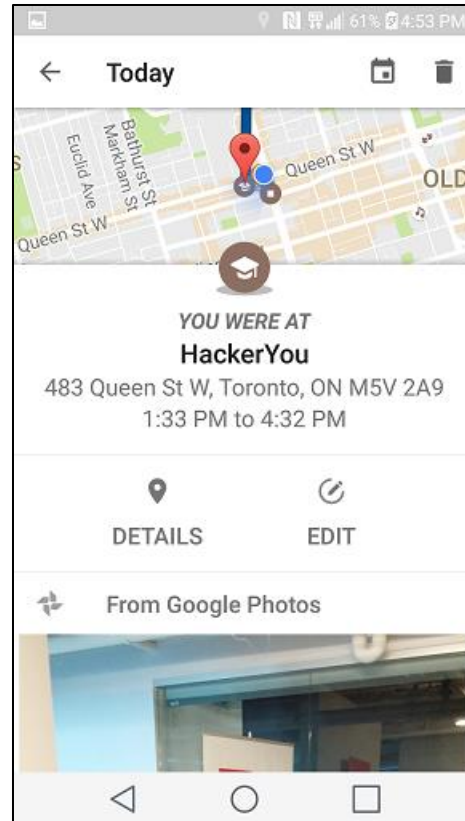 61% 4:53 PM
Today
Euclid Ave
Markham St
Bathurst St
Queen St W
OLD
Queen St W
YOU WERE AT
HackerYou
483 Queen St W, Toronto, ON M5V 2A9
1:33 PM to 4:32 PM
DETAILS
EDIT
From Google Photos